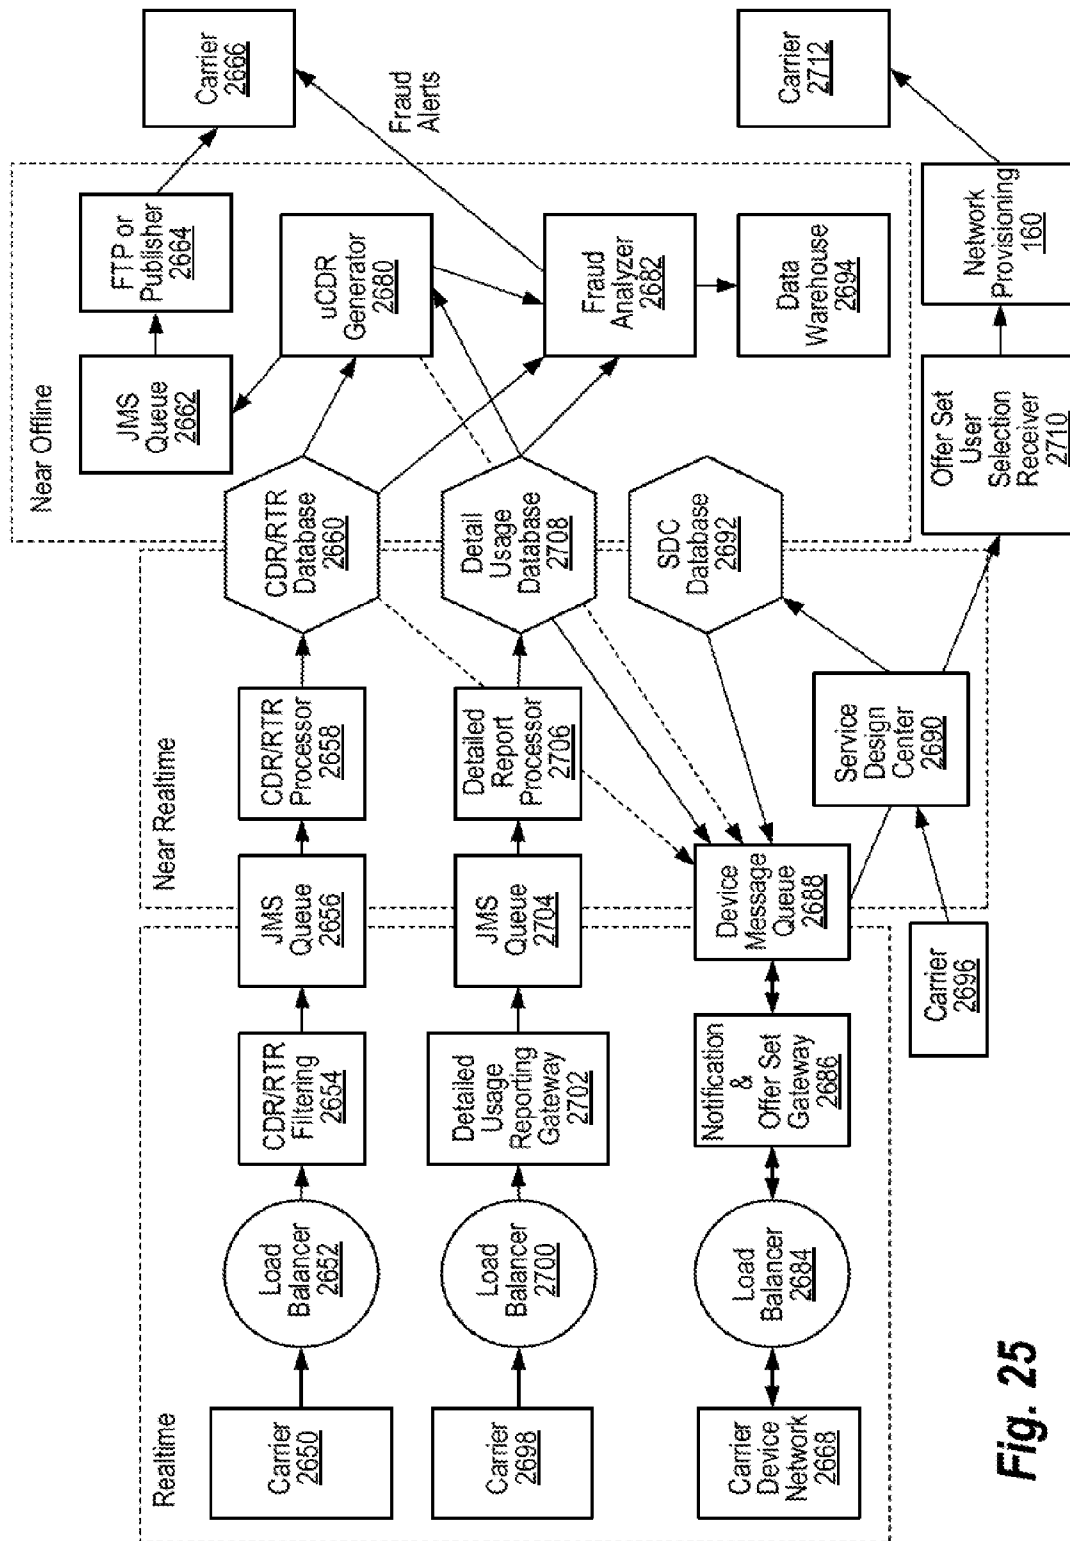 Realtime
Near Realtime
Near Offline
Carrier
2650
Load
Balancer
2652
CDR/RTR
Filtering
2654
JMS
Queue
2656
CDR/RTR
Processor
2658
CDR/RTR
Database
2660
JMS
Queue
2662
FTP or
Publisher
2664
Carrier
2666
uCDR
Generator
2680
Fraud
Alerts
Carrier
2698
Load
Balancer
2700
Detailed
Usage
Reporting
Gateway
2702
JMS
Queue
2704
Detailed
Report
Processor
2706
Detail
Usage
Database
2708
Fraud
Analyzer
2682
Data
Warehouse
2694
SDC
Database
2692
Carrier
Device
Network
2668
Load
Balancer
2684
Notification
&
Offer Set
Gateway
2686
Device
Message
Queue
2688
Service
Design
Center
2690
Carrier
2696
Offer Set
User
Selection
Receiver
2710
Network
Provisioning
160
Carrier
2712
Fig. 25